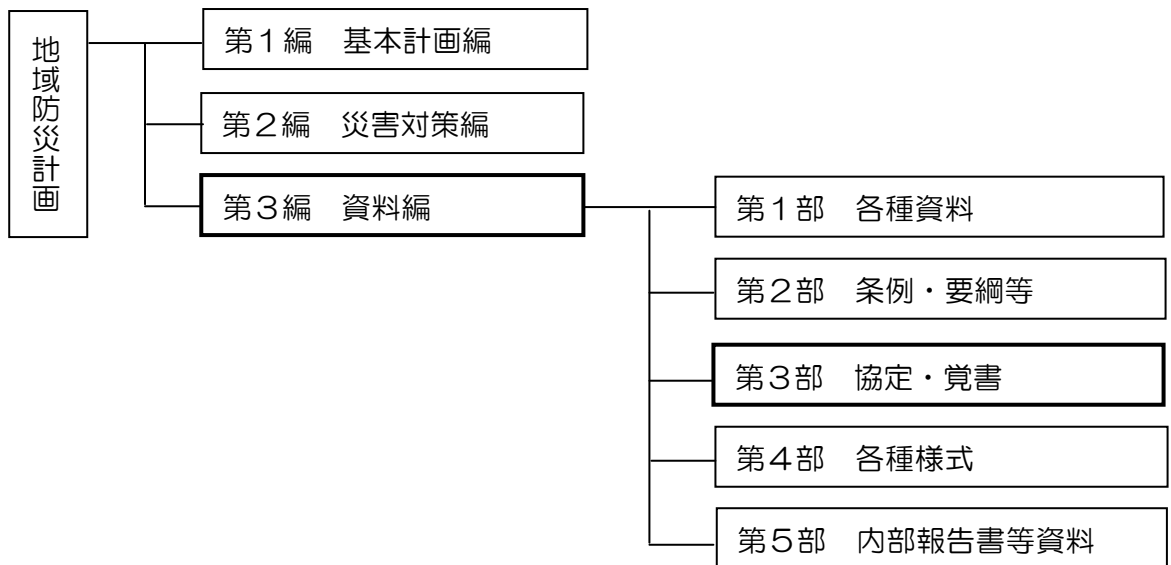 地域防災計画
第１編　基本計画編
第２編　災害対策編
第３編　資料編
第１部　各種資料
第２部　条例・要綱等
第３部　協定・覚書
第４部　各種様式
第５部　内部報告書等資料